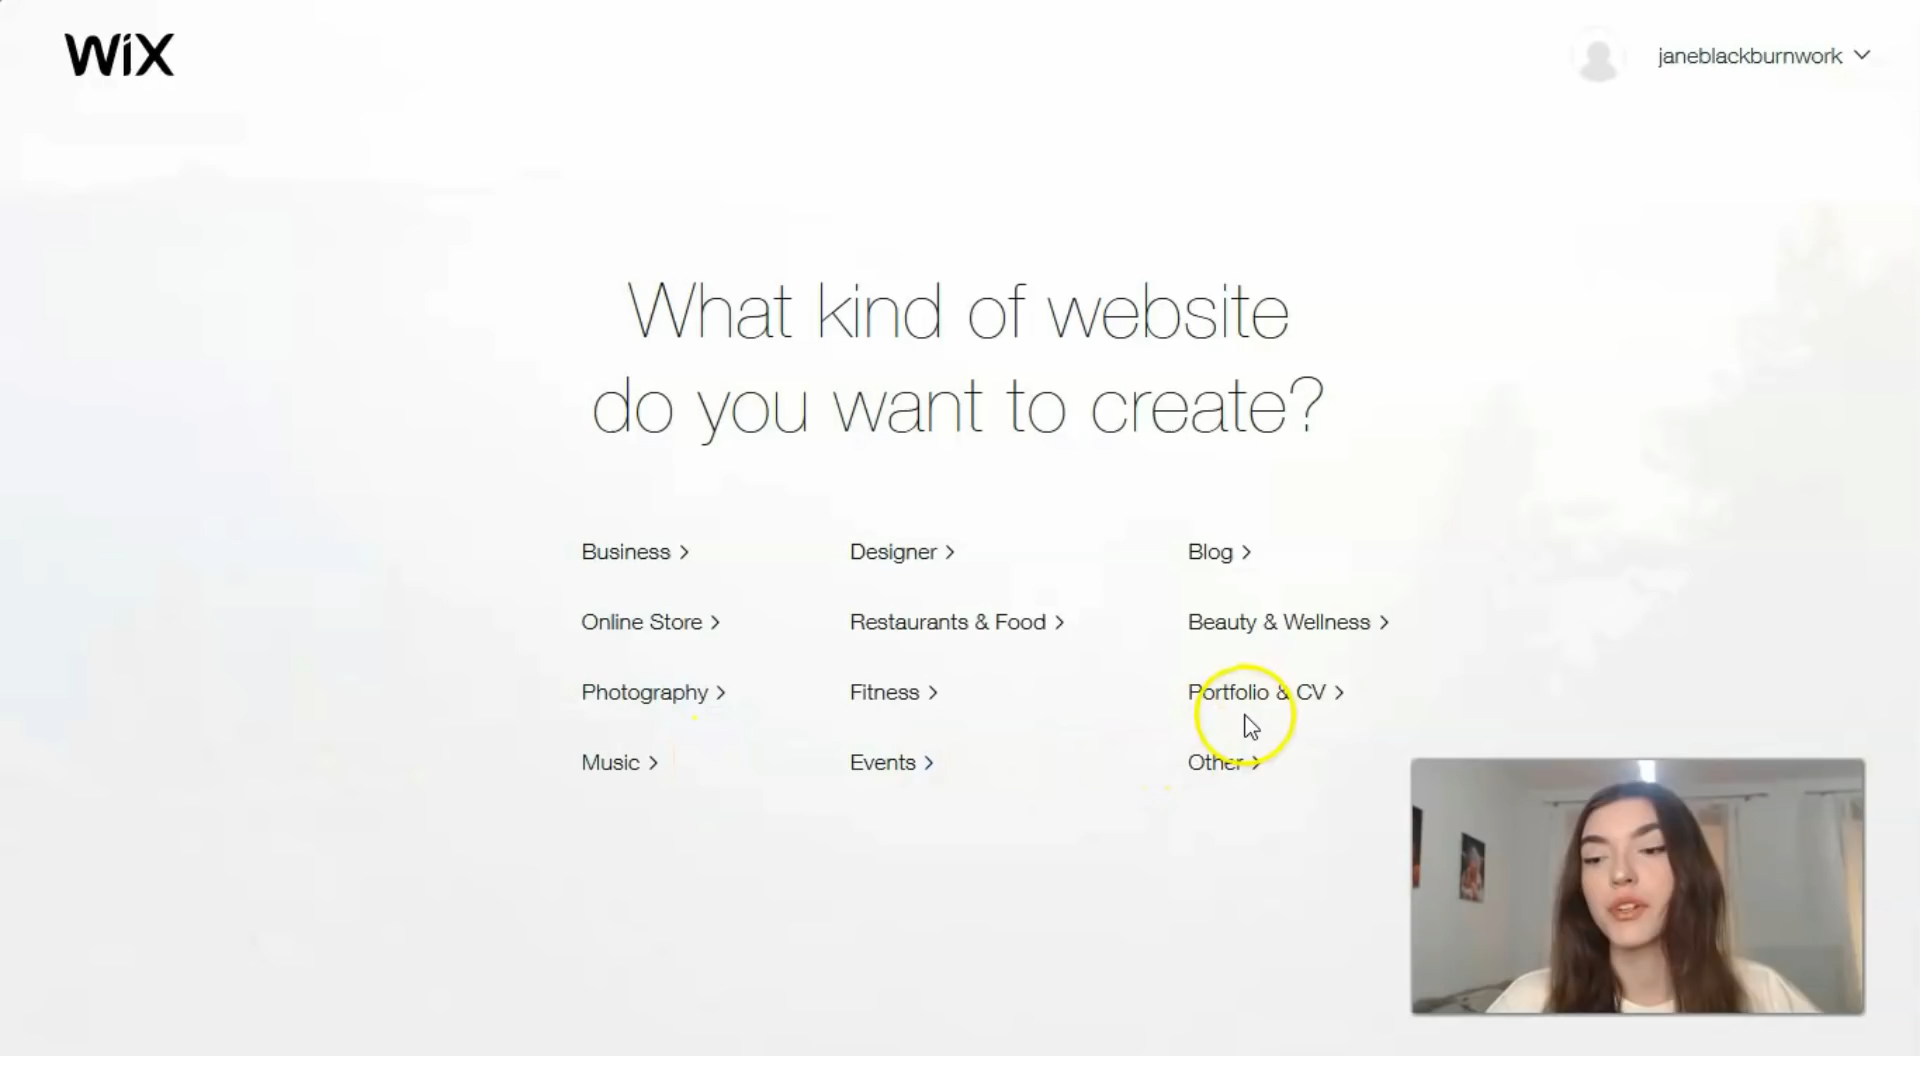 WiX
janeblackburnwork
What kind of website
do you want to create?
Business >
Designer >
Blog >
Online Store >
Restaurants & Food >
Beauty & Wellness >
Photography >
Fitness >
Portfolio & CV >
Music >
Events >
Other >